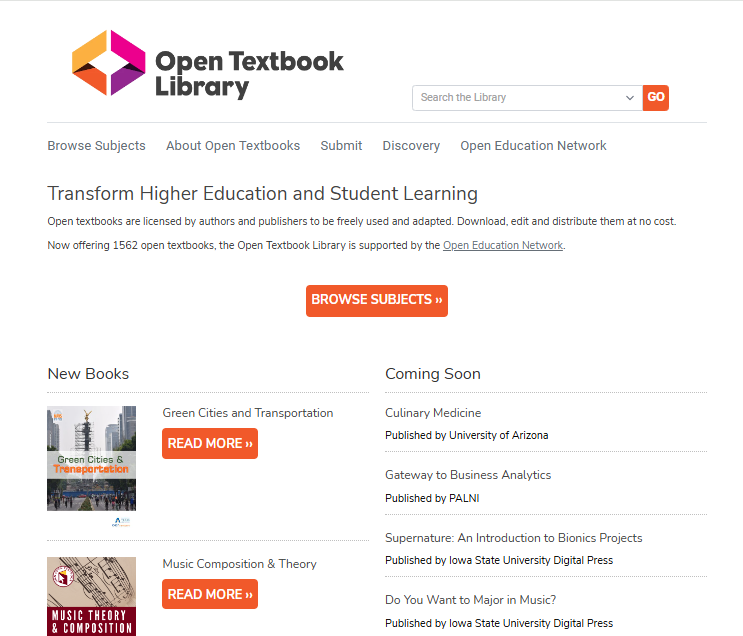 Open Textbook
Library
Search the Library
GO
Browse Subjects
About Open Textbooks
Submit
Discovery
Open Education Network
Transform Higher Education and Student Learning
Open textbooks are licensed by authors and publishers to be freely used and adapted. Download, edit and distribute them at no cost.
Now offering 1562 open textbooks, the Open Textbook Library is supported by the Open Education Network.
BROWSE SUBJECTS ››
New Books
Green Cities &
Transportation
Green Cities and Transportation
READ MORE ››
MUSIC THEORY
& COMPOSITION
Music Composition & Theory
READ MORE ››
Coming Soon
Culinary Medicine
Published by University of Arizona
Gateway to Business Analytics
Published by PALNI
Supernature: An Introduction to Bionics Projects
Published by Iowa State University Digital Press
Do You Want to Major in Music?
Published by Iowa State University Digital Press